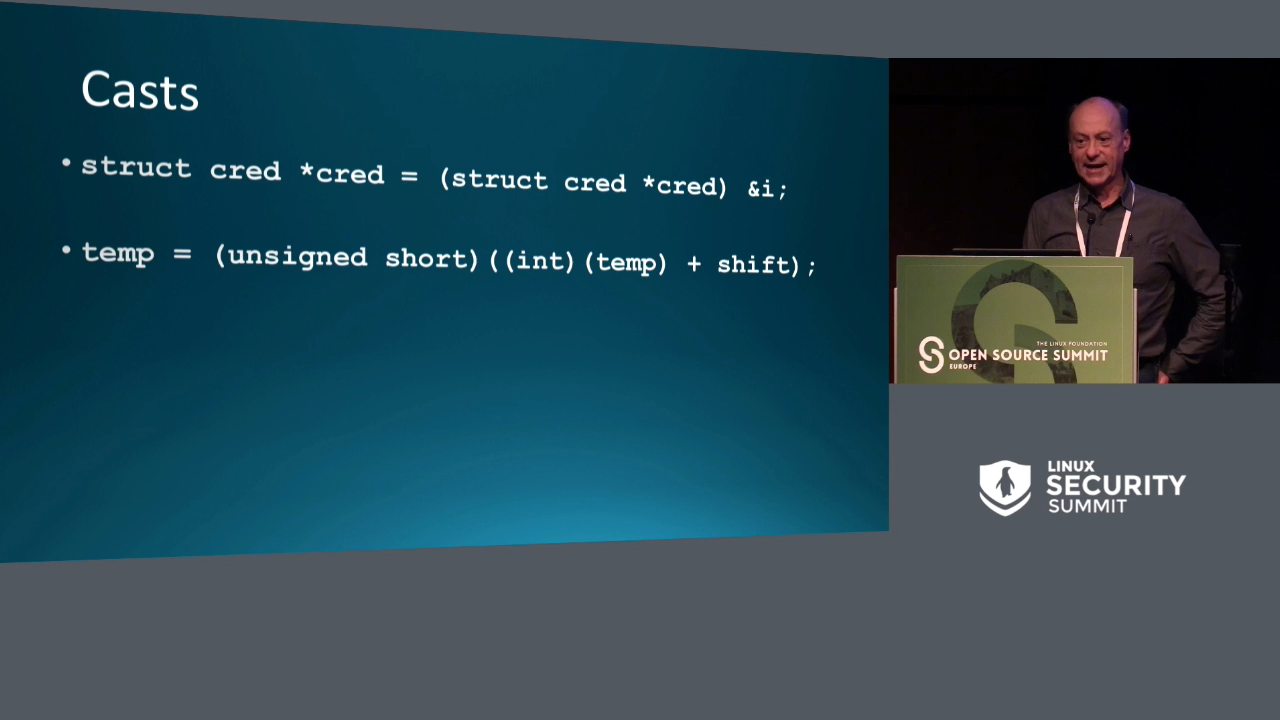 Casts
• struct cred *cred = (struct cred *cred) &i;
• temp = (unsigned short)((int)(temp) + shift);
THE LINUX FOUNDATION
OPEN SOURCE SUMMIT
EUROPE
LINUX
SECURITY
SUMMIT